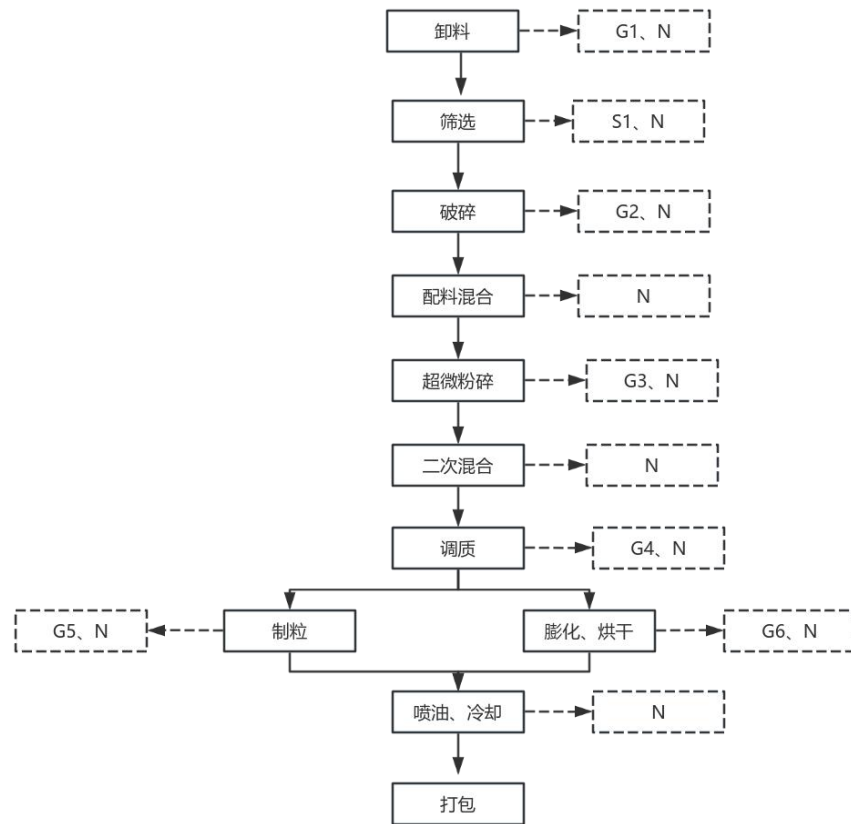 卸料
G1、N
筛选
S1、N
破碎
G2、N
配料混合
N
超微粉碎
G3、N
二次混合
N
调质
G4、N
G5、N
制粒
膨化、烘干
G6、N
喷油、冷却
N
打包